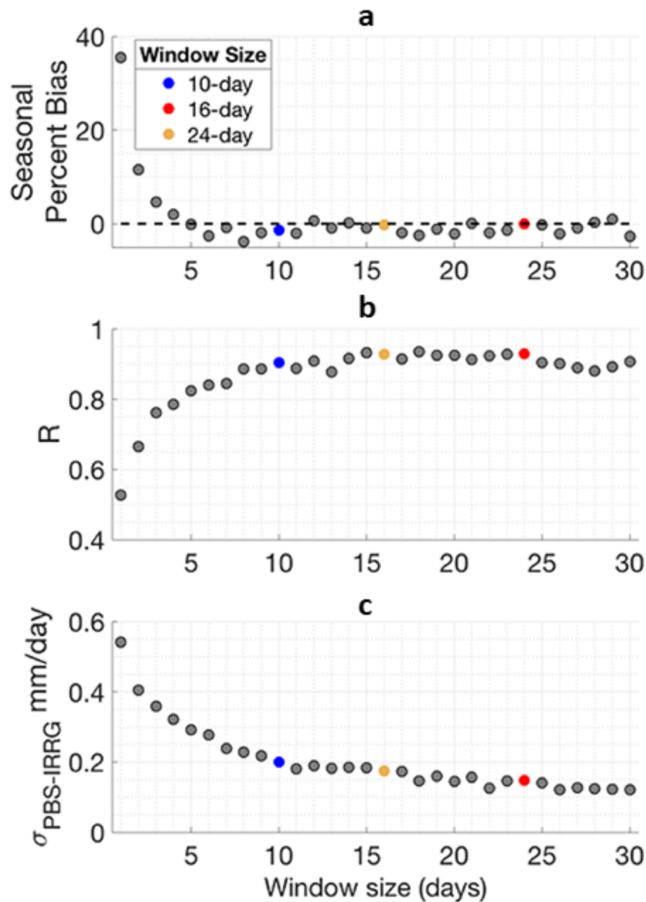 a
Seasonal
Percent Bias
40
20
0
Window Size
10-day
16-day
24-day
5 10 15 20 25 30
b
R
1
0.8
0.6
0.4
5 10 15 20 25 30
c
σPBS-IRRG mm/day
0.6
0.4
0.2
0
5 10 15 20 25 30
Window size (days)